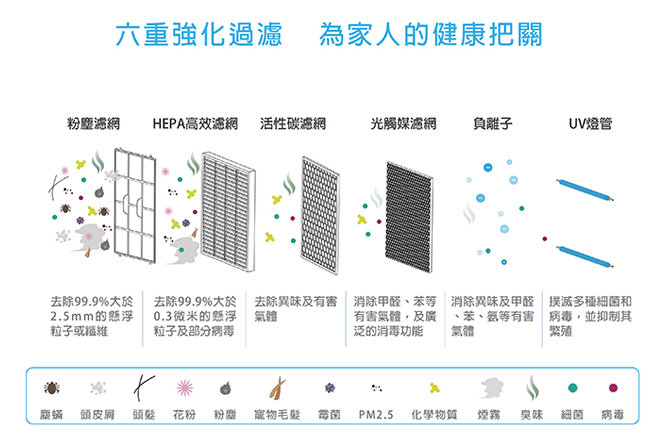 六重強化過濾 為家人的健康把關
粉塵濾網 HEPA高效濾網 活性碳濾網 光觸媒濾網 負離子 UV燈管
去除99.9%大於
2.5mm的懸浮
粒子或纖維
去除99.9%大於
0.3微米的懸浮
粒子及部分病毒
去除異味及有害
氣體
消除甲醛、苯等
有害氣體，及廣
泛的消毒功能
消除異味及甲醛
、苯、氨等有害
氣體
撲滅多種細菌和
病毒，並抑制其
繁殖
塵蟎 頭皮屑 頭髮 花粉 粉塵 寵物毛髮 霉菌 PM2.5 化學物質 煙霧 臭味 細菌 病毒